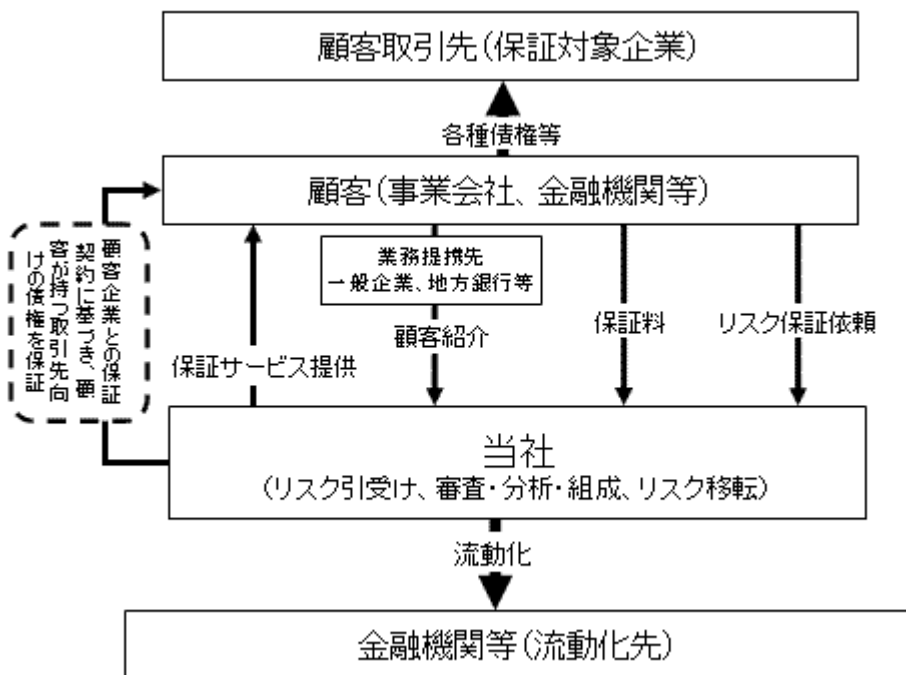 顧客取引先(保証対象企業)
各種債権等
顧客(事業会社、金融機関等)
顧客企業との保証
契約に基づき、顧
客が持つ取引先向
けの債権を保証
業務提携先
一般企業、地方銀行等
顧客紹介
保証料
リスク保証依頼
保証サービス提供
当社
(リスク引受け、審査・分析・組成、リスク移転)
流動化
金融機関等(流動化先)